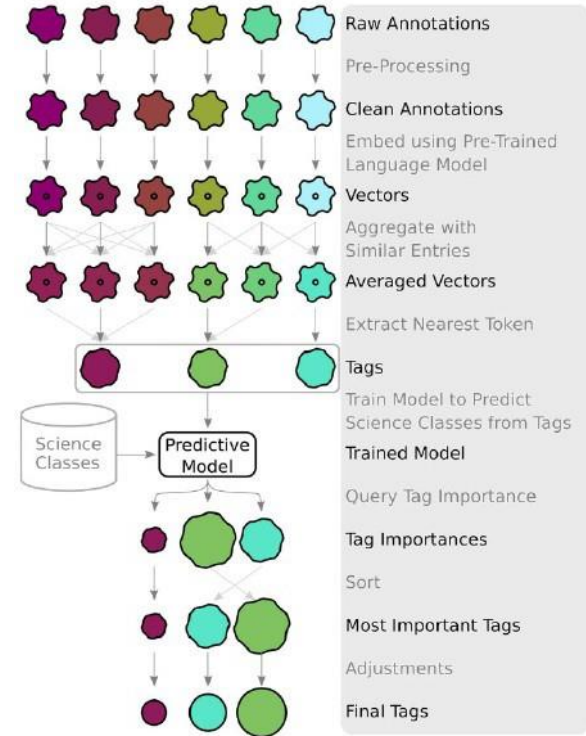 Raw Annotations
Pre-Processing
Clean Annotations
Embed using Pre-Trained
Language Model
Vectors
Aggregate with
Similar Entries
Averaged Vectors
Extract Nearest Token
Tags
Train Model to Predict
Science Classes from Tags
Science
Classes
Predictive
Model
Trained Model
Query Tag Importance
Tag Importances
Sort
Most Important Tags
Adjustments
Final Tags